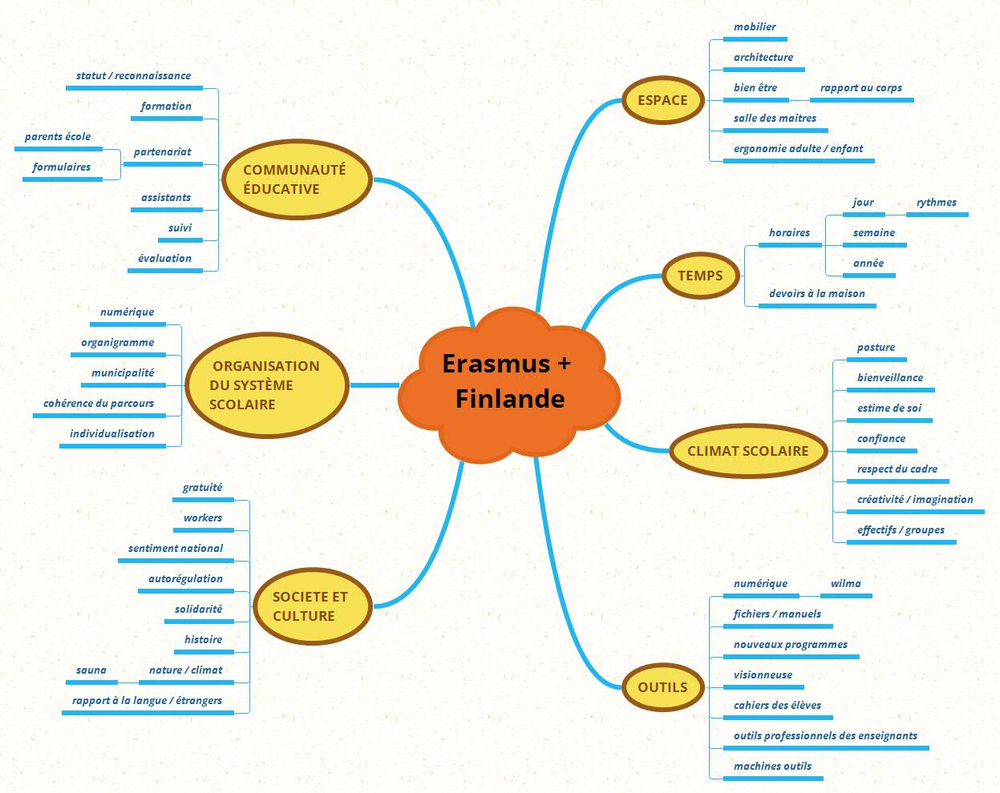 Erasmus +
Finlande
COMMUNAUTÉ
ÉDUCATIVE
statut / reconnaissance
formation
partenariat
parents école
formulaires
assistants
suivi
évaluation
ORGANISATION
DU SYSTÈME
SCOLAIRE
numérique
organigramme
municipalité
cohérence du parcours
individualisation
SOCIETE ET
CULTURE
gratuité
workers
sentiment national
autorégulation
solidarité
histoire
nature / climat
sauna
rapport à la langue / étrangers
ESPACE
mobilier
architecture
bien être
rapport au corps
salle des maitres
ergonomie adulte / enfant
TEMPS
horaires
jour
rythmes
semaine
année
devoirs à la maison
CLIMAT SCOLAIRE
posture
bienveillance
estime de soi
confiance
respect du cadre
créativité / imagination
effectifs / groupes
OUTILS
numérique
wilma
fichiers / manuels
nouveaux programmes
visionneuse
cahiers des élèves
outils professionnels des enseignants
machines outils